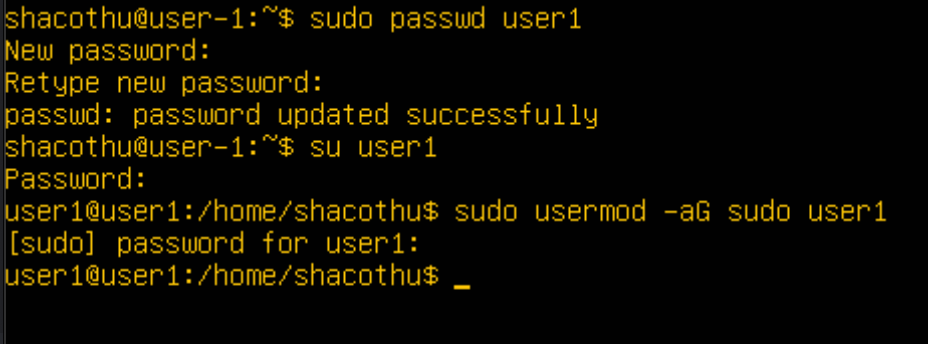 shacothu@user-1:~$ sudo passwd user1
New password:
Retype new password:
passwd: password updated successfully
shacothu@user-1:~$ su user1
Password:
user1@user1:/home/shacothu$ sudo usermod -aG sudo user1
[sudo] password for user1:
user1@user1:/home/shacothu$ _